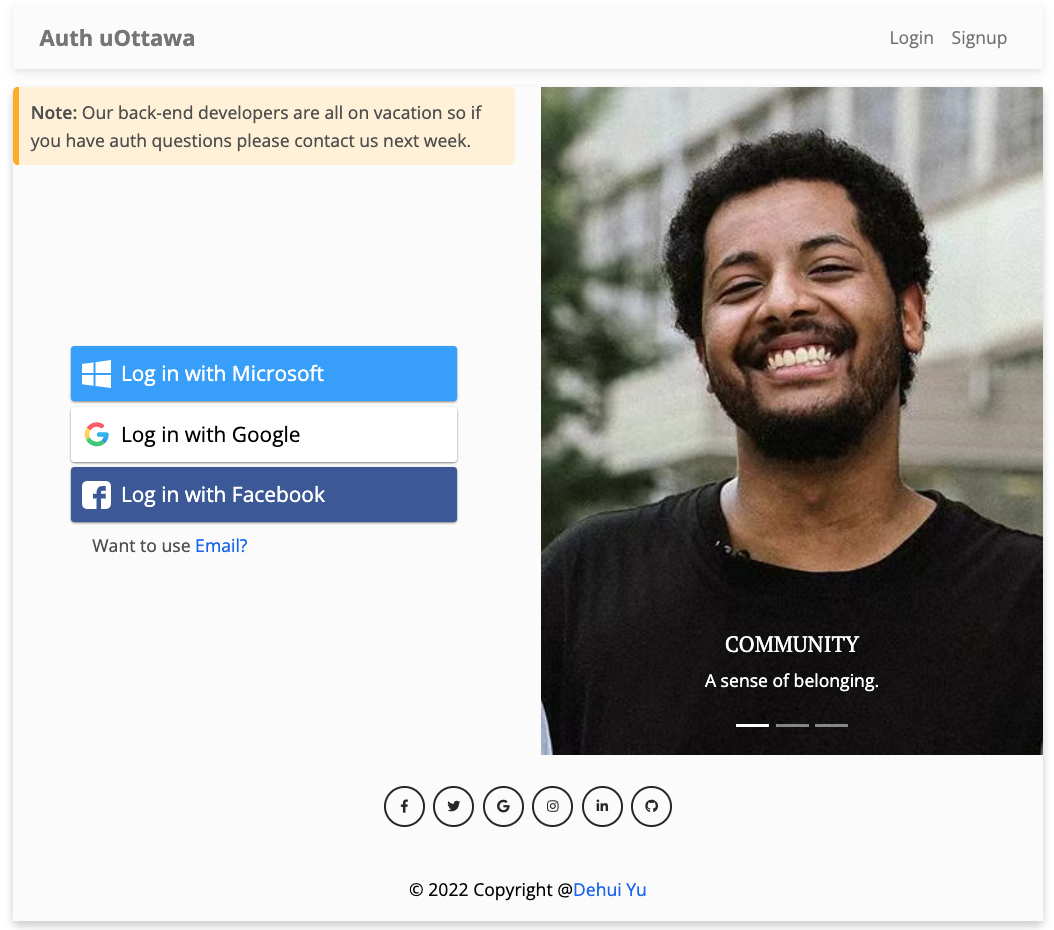 Auth uOttawa
Login Signup
Note: Our back-end developers are all on vacation so if
you have auth questions please contact us next week.
Log in with Microsoft
Log in with Google
Log in with Facebook
Want to use Email?
COMMUNITY
A sense of belonging.
© 2022 Copyright @Dehui Yu